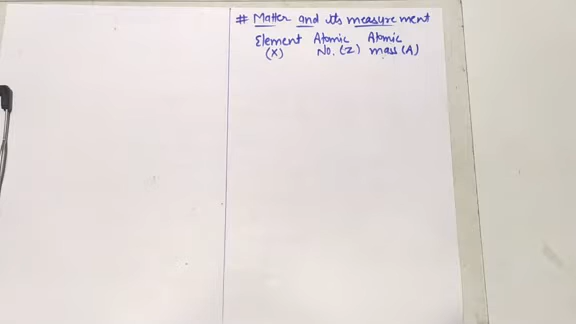 # Matter and its measurement
Element Atomic Atomic
(X) No. (Z) mass (A)